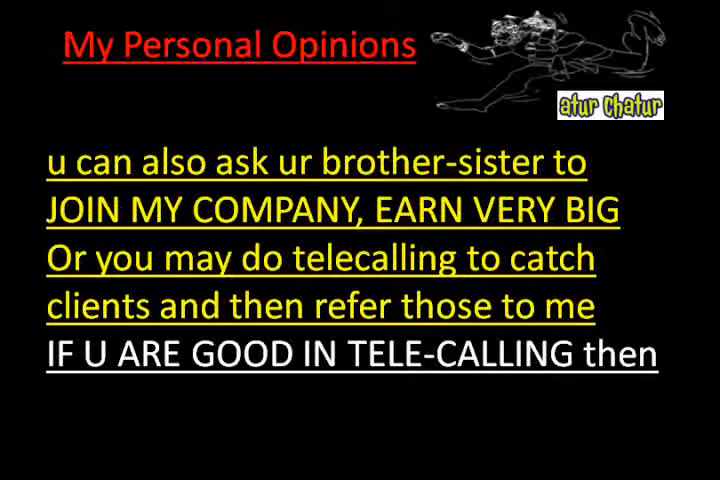 My Personal Opinions
atur chatur
u can also ask ur brother-sister to
JOIN MY COMPANY, EARN VERY BIG
Or you may do telecalling to catch
clients and then refer those to me
IF U ARE GOOD IN TELE-CALLING then